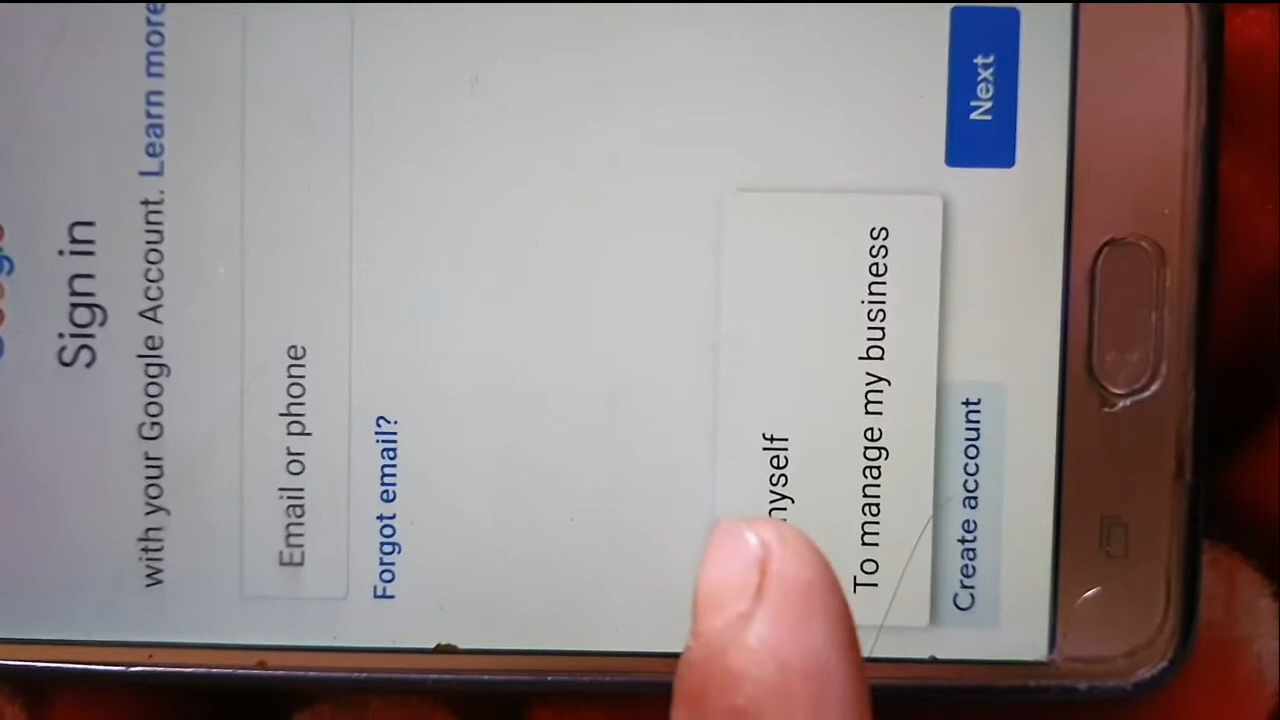 Sign in
with your Google Account. Learn more
Email or phone
Forgot email?
To manage my business
Create account
Next